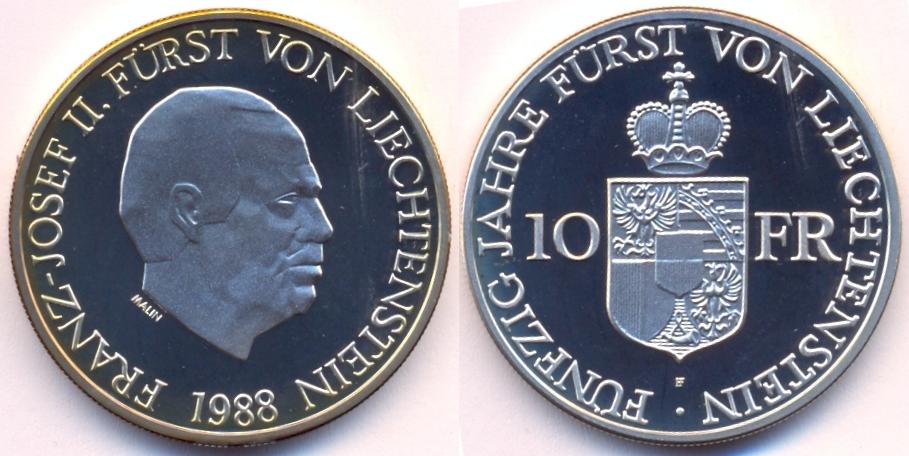 FRANZ-JOSEF II. FÜRST VON LIECHTENSTEIN
1988
MALIN
FÜNFZIG JAHRE FÜRST VON LIECHTENSTEIN ·
10 FR
F